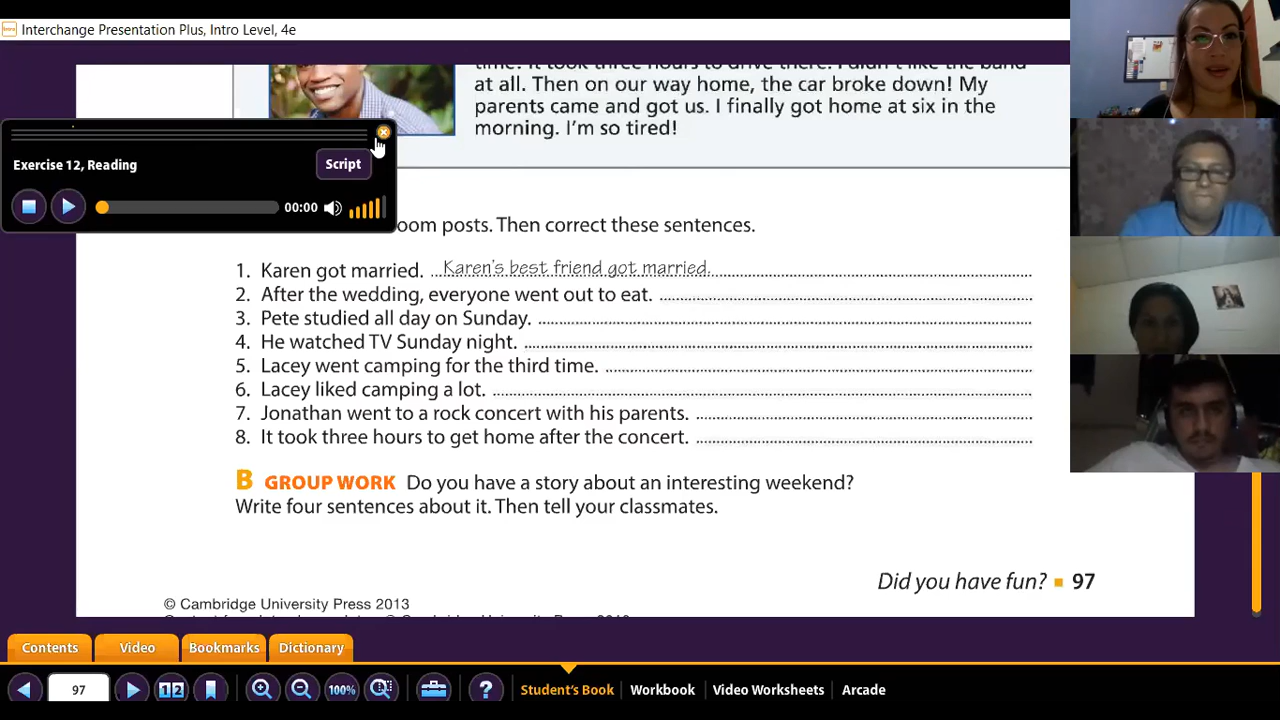 Interchange Presentation Plus, Intro Level, 4e
at all. Then on our way home, the car broke down! My
parents came and got us. I finally got home at six in the
morning. I'm so tired!
Exercise 12, Reading
Script
00:00
oom posts. Then correct these sentences.
1. Karen got married. Karen's best friend got married.
2. After the wedding, everyone went out to eat.
3. Pete studied all day on Sunday.
4. He watched TV Sunday night.
5. Lacey went camping for the third time.
6. Lacey liked camping a lot.
7. Jonathan went to a rock concert with his parents.
8. It took three hours to get home after the concert.
B GROUP WORK Do you have a story about an interesting weekend?
Write four sentences about it. Then tell your classmates.
Did you have fun? ■ 97
© Cambridge University Press 2013
Contents Video Bookmarks Dictionary
97 1 2 100% ? Student's Book Workbook Video Worksheets Arcade